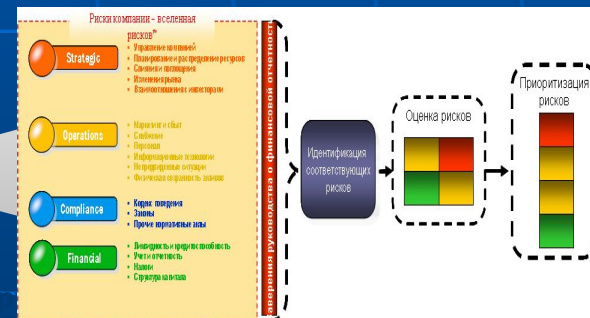 Риски компании – вселенная
рисков"
Strategic
• Управление компанией
• Планирование и распределение ресурсов
• Слияния и поглощения
• Изменения рынка
• Взаимоотношения с инвесторами
Operations
• Маркетинг и сбыт
• Снабжение
• Персонал
• Информационные технологии
• Непредвиденные ситуации
• Физическая сохранность активов
Compliance
• Кодекс поведения
• Законы
• Прочие нормативные акты
Financial
• Ликвидность и кредитоспособность
• Учет и отчетность
• Налоги
• Структура капитала
Заверения руководства о финансовой отчетности
Идентификация
соответствующих
рисков
Оценка рисков
Приоритизация
рисков